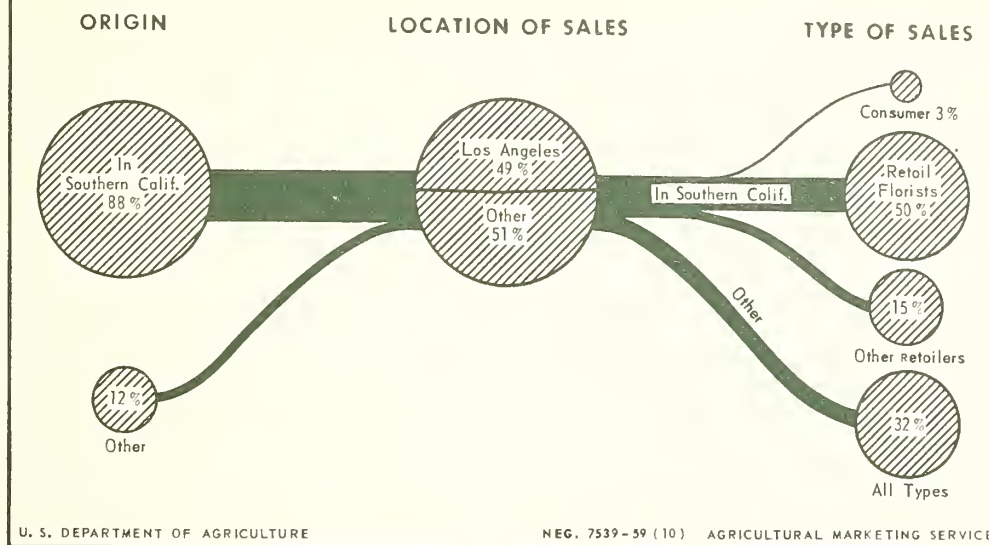 ORIGIN
LOCATION OF SALES
TYPE OF SALES
Consumer 3%
In
Southern Calif.
88%
Los Angeles
49%
Other
51%
In Southern Calif.
Retail
Florists
50%
Other
15%
Other Retailers
12%
Other
32%
All Types
U. S. DEPARTMENT OF AGRICULTURE
NEG. 7539-59 (10) AGRICULTURAL MARKETING SERVICE